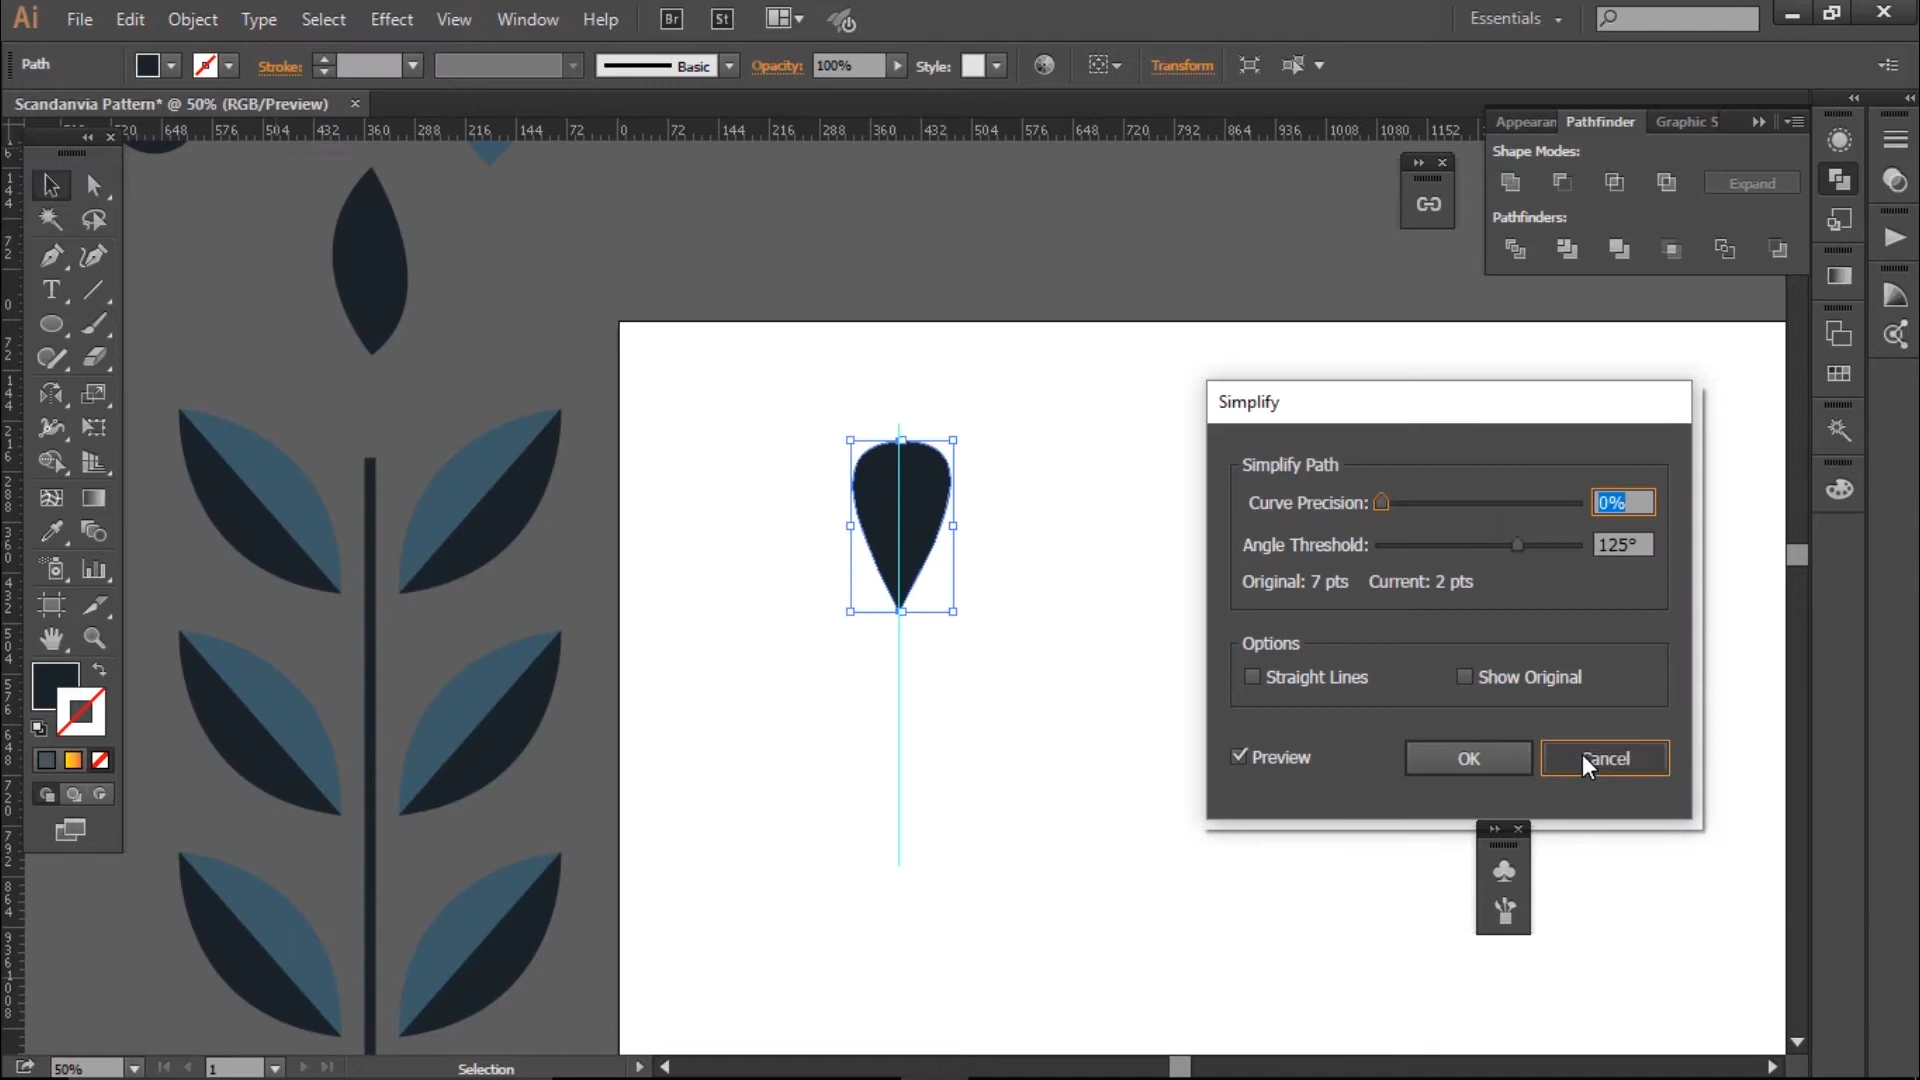 Ai File Edit Object Type Select Effect View Window Help Br St Essentials
Path Stroke: Basic Opacity: 100% Style: Transform
Scandanvia Pattern* @ 50% (RGB/Preview)
720 648 576 504 432 360 288 216 144 72 0 72 144 216 288 360 432 504 576 648 720 792 864 936 1008 1080 1152
Appearan Pathfinder Graphic S
Shape Modes:
Expand
Pathfinders:
Simplify
Simplify Path
Curve Precision: 0%
Angle Threshold: 125°
Original: 7 pts Current: 2 pts
Options
Straight Lines Show Original
Preview OK Cancel
50% 1 Selection